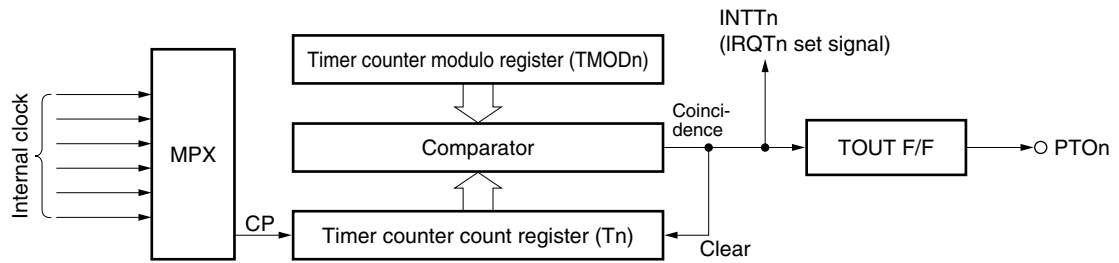 INTTn
(IRQTn set signal)
Timer counter modulo register (TMODn)
Coinci-
dence
Internal clock
MPX
Comparator
TOUT F/F
PTOn
CP
Timer counter count register (Tn)
Clear